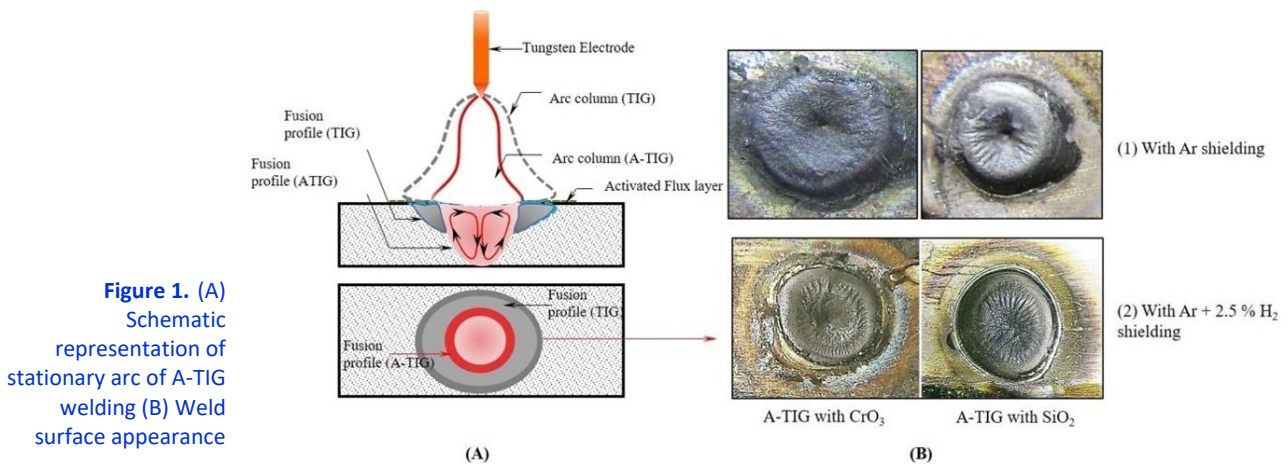 Tungsten Electrode
Arc column (TIG)
Fusion
profile (TIG)
Fusion
profile (ATIG)
Arc column (A-TIG)
Activated Flux layer
Fusion
profile (TIG)
Fusion
profile (A-TIG)
(A)
(1) With Ar shielding
(2) With Ar + 2.5 % H₂
shielding
A-TIG with CrO₃
A-TIG with SiO₂
(B)
Figure 1. (A)
Schematic
representation of
stationary arc of A-TIG
welding (B) Weld
surface appearance